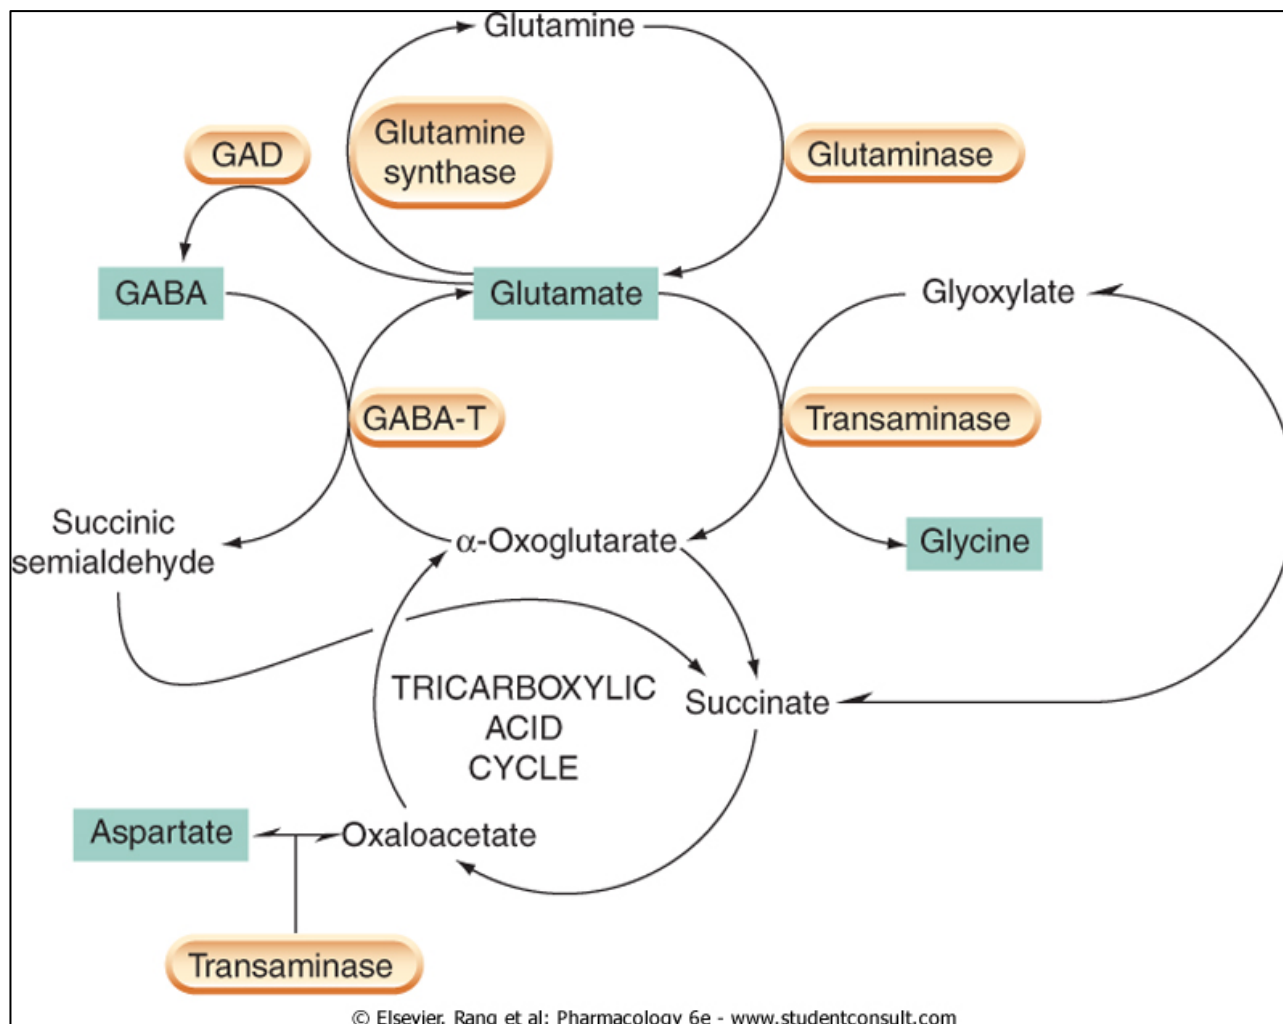 Glutamine
GAD
Glutamine
synthase
Glutaminase
GABA
Glutamate
Glyoxylate
GABA-T
Transaminase
Succinic
semialdehyde
α-Oxoglutarate
Glycine
TRICARBOXYLIC
ACID
CYCLE
Succinate
Aspartate
Oxaloacetate
Transaminase
© Elsevier. Rang et al: Pharmacology 6e - www.studentconsult.com